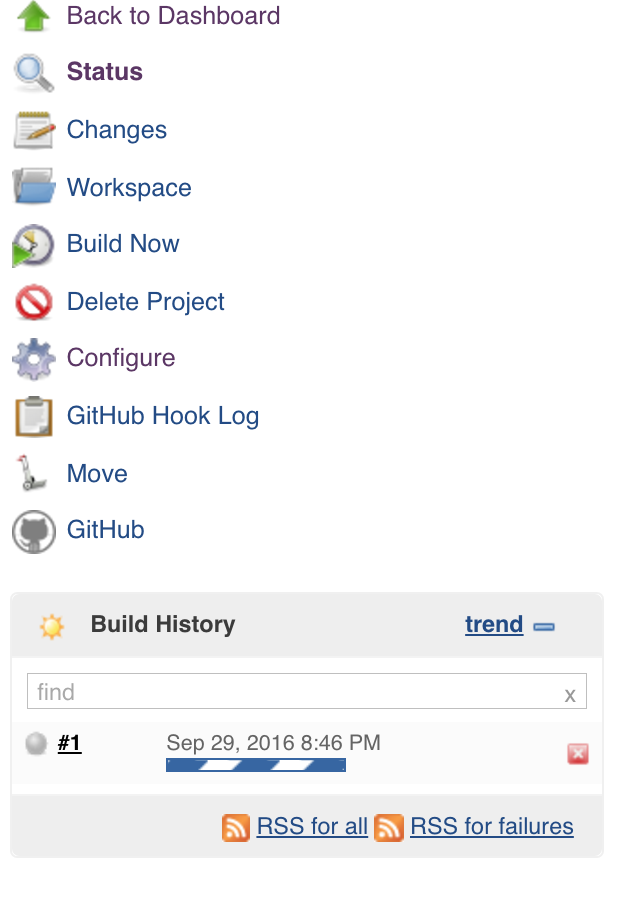 Back to Dashboard
Status
Changes
Workspace
Build Now
Delete Project
Configure
GitHub Hook Log
Move
GitHub
Build History trend
find x
#1 Sep 29, 2016 8:46 PM
RSS for all RSS for failures